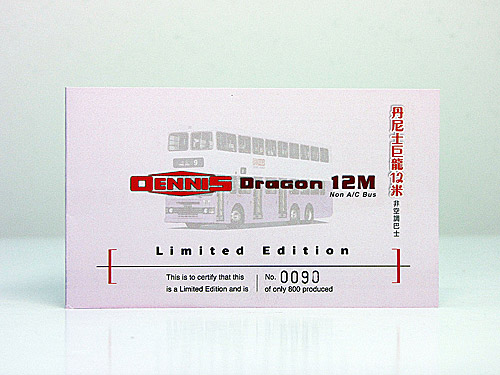 DENNIS Dragon 12M
Non A/C Bus
丹尼士巨龍12米
非空調巴士
Limited Edition
This is to certify that this
is a Limited Edition and is
No. 0090
of only 800 produced